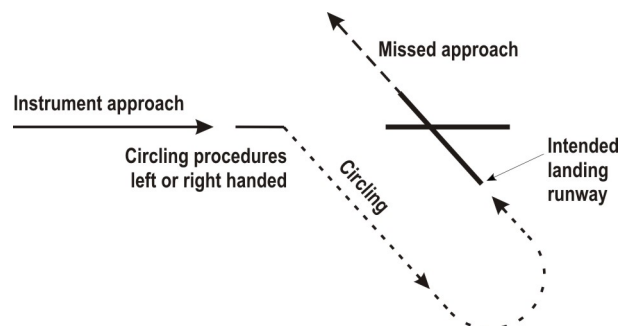 Missed approach
Instrument approach
Circling procedures
left or right handed
Circling
Intended
landing
runway